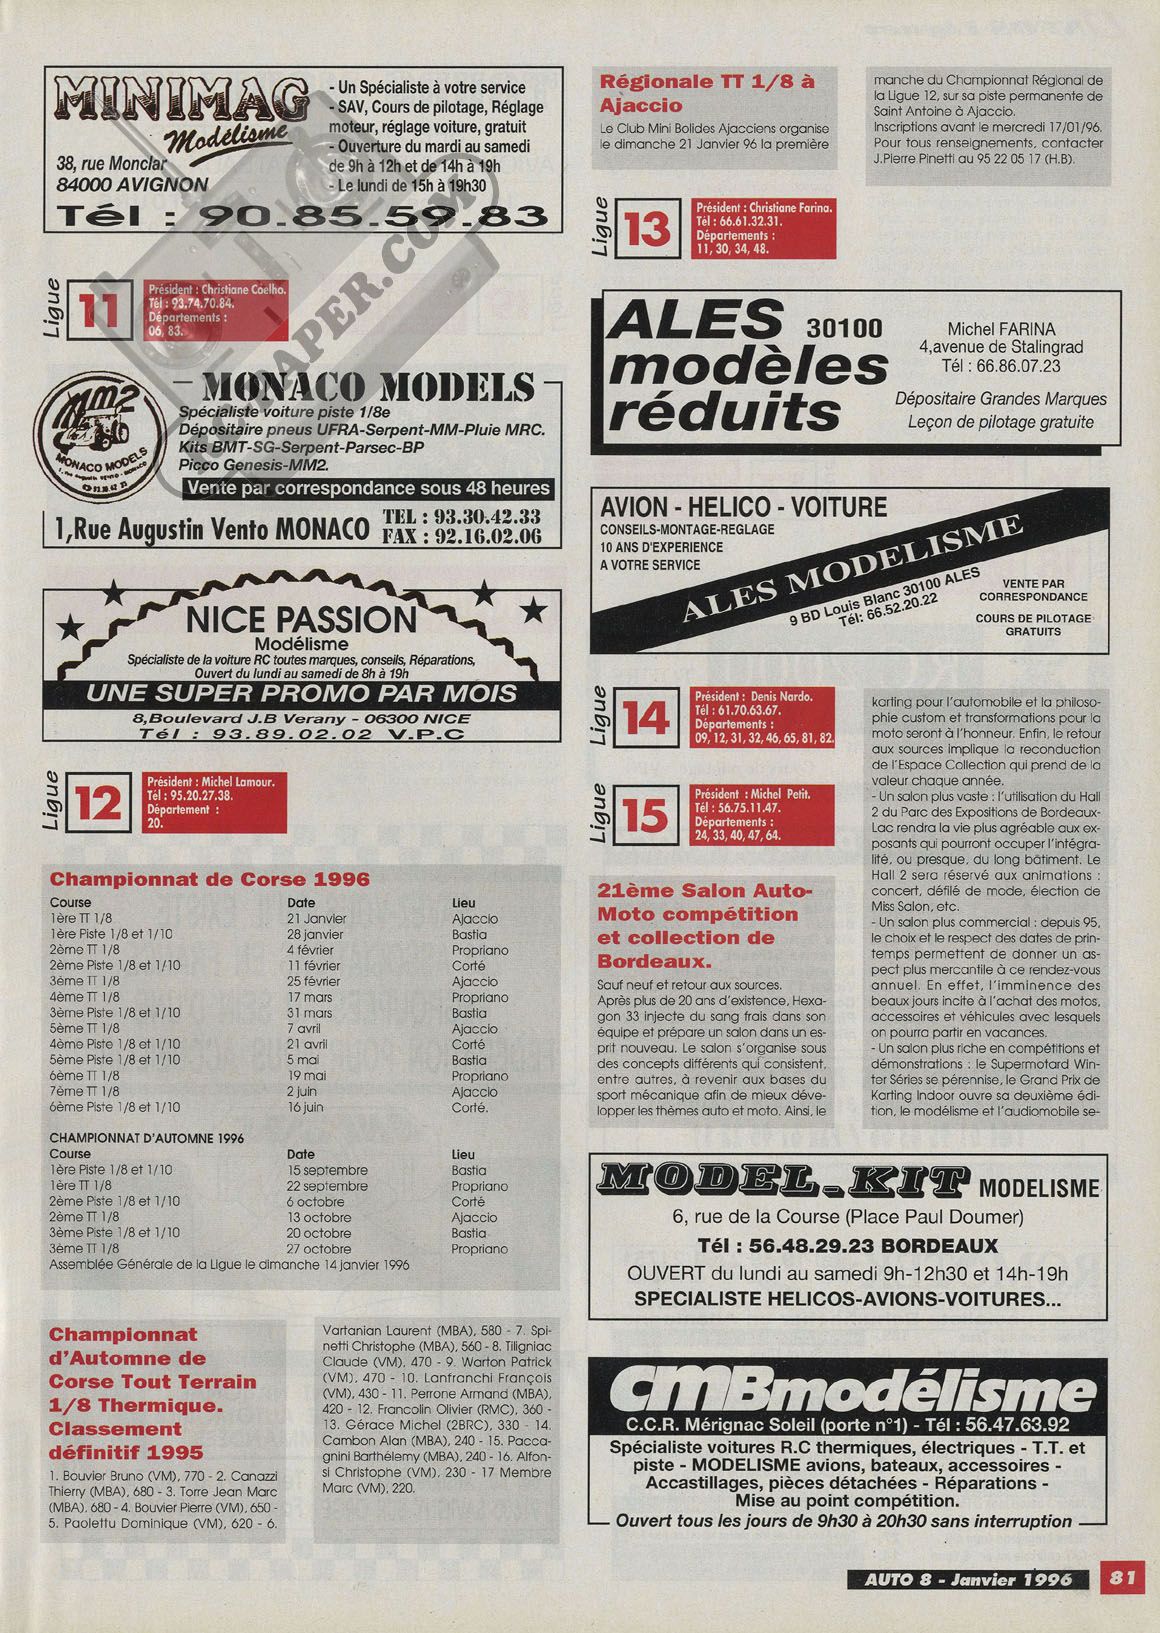 MINIMAG
Modélisme
38, rue Monclar
84000 AVIGNON
- Un Spécialiste à votre service
- SAV, Cours de pilotage, Réglage
moteur, réglage voiture, gratuit
- Ouverture du mardi au samedi
de 9h à 12h et de 14h à 19h
- Le lundi de 15h à 19h30
Tél : 90.85.59.83
RCPAPER.COM
Ligue
11
Président : Christiane Coelho.
Tél : 93.74.70.84.
Départements :
06, 83.
MM2
MONACO MODELS
MONACO MODELS
Spécialiste voiture piste 1/8e
Dépositaire pneus UFRA-Serpent-MM-Pluie MRC.
Kits BMT-SG-Serpent-Parsec-BP
Picco Genesis-MM2.
Vente par correspondance sous 48 heures
1,Rue Augustin Vento MONACO
TEL : 93.30.42.33
FAX : 92.16.02.06
NICE PASSION
Modélisme
Spécialiste de la voiture RC toutes marques, conseils, Réparations,
Ouvert du lundi au samedi de 8h à 19h
UNE SUPER PROMO PAR MOIS
8,Boulevard J.B Verany - 06300 NICE
Tél : 93.89.02.02 V.P.C
Ligue
12
Président : Michel Lamour.
Tél : 95.20.27.38.
Département :
20.
Championnat de Corse 1996
Course Date Lieu
1ère TT 1/8 21 Janvier Ajaccio
1ère Piste 1/8 et 1/10 28 janvier Bastia
2ème TT 1/8 4 février Propriano
2ème Piste 1/8 et 1/10 11 février Corté
3ème TT 1/8 25 février Ajaccio
4ème TT 1/8 17 mars Propriano
3ème Piste 1/8 et 1/10 31 mars Bastia
5ème TT 1/8 7 avril Ajaccio
4ème Piste 1/8 et 1/10 21 avril Corté
5ème Piste 1/8 et 1/10 5 mai Bastia
6ème TT 1/8 19 mai Propriano
7ème TT 1/8 2 juin Ajaccio
6ème Piste 1/8 et 1/10 16 juin Corté.
CHAMPIONNAT D'AUTOMNE 1996
Course Date Lieu
1ère Piste 1/8 et 1/10 15 septembre Bastia
1ère TT 1/8 22 septembre Propriano
2ème Piste 1/8 et 1/10 6 octobre Corté
2ème TT 1/8 13 octobre Ajaccio
3ème Piste 1/8 et 1/10 20 octobre Bastia
3ème TT 1/8 27 octobre Propriano
Assemblée Générale de la Ligue le dimanche 14 janvier 1996
Championnat
d'Automne de
Corse Tout Terrain
1/8 Thermique.
Classement
définitif 1995
1. Bouvier Bruno (VM), 770 - 2. Canazzi
Thierry (MBA), 680 - 3. Torre Jean Marc
(MBA), 680 - 4. Bouvier Pierre (VM), 650 -
5. Paolettu Dominique (VM), 620 - 6.
Vartanian Laurent (MBA), 580 - 7. Spi-
netti Christophe (MBA), 560 - 8. Tiligniac
Claude (VM), 470 - 9. Warton Patrick
(VM), 470 - 10. Lanfranchi François
(VM), 430 - 11. Perrone Armand (MBA),
420 - 12. Francolin Olivier (RMC), 360 -
13. Gérace Michel (2BRC), 330 - 14.
Cambon Alan (MBA), 240 - 15. Pacca-
gnini Barthélemy (MBA), 240 - 16. Alfon-
si Christophe (VM), 230 - 17 Membre
Marc (VM), 220.
Régionale TT 1/8 à
Ajaccio
Le Club Mini Bolides Ajacciens organise
le dimanche 21 Janvier 96 la première
manche du Championnat Régional de
la Ligue 12, sur sa piste permanente de
Saint Antoine à Ajaccio.
Inscriptions avant le mercredi 17/01/96.
Pour tous renseignements, contacter
J.Pierre Pinetti au 95 22 05 17 (H.B).
Ligue
13
Président : Christiane Farina.
Tél : 66.61.32.31.
Départements :
11, 30, 34, 48.
ALES 30100
modèles
réduits
Michel FARINA
4,avenue de Stalingrad
Tél : 66.86.07.23
Dépositaire Grandes Marques
Leçon de pilotage gratuite
AVION - HELICO - VOITURE
CONSEILS-MONTAGE-REGLAGE
10 ANS D'EXPERIENCE
A VOTRE SERVICE
ALES MODELISME
9 BD Louis Blanc 30100 ALES
Tél: 66.52.20.22
VENTE PAR
CORRESPONDANCE
COURS DE PILOTAGE
GRATUITS
Ligue
14
Président : Denis Nardo.
Tél : 61.70.63.67.
Départements :
09, 12, 31, 32, 46, 65, 81, 82.
Ligue
15
Président : Michel Petit.
Tél : 56.75.11.47.
Départements :
24, 33, 40, 47, 64.
21ème Salon Auto-
Moto compétition
et collection de
Bordeaux.
Sauf neuf et retour aux sources.
Après plus de 20 ans d'existence, Hexa-
gon 33 injecte du sang frais dans son
équipe et prépare un salon dans un es-
prit nouveau. Le salon s'organise sous
des concepts différents qui consistent,
entre autres, à revenir aux bases du
sport mécanique afin de mieux déve-
lopper les thèmes auto et moto. Ainsi, le
karting pour l'automobile et la philoso-
phie custom et transformations pour la
moto seront à l'honneur. Enfin, le retour
aux sources implique la reconduction
de l'Espace Collection qui prend de la
valeur chaque année.
- Un salon plus vaste : l'utilisation du Hall
2 du Parc des Expositions de Bordeaux-
Lac rendra la vie plus agréable aux ex-
posants qui pourront occuper l'intégra-
lité, ou presque, du long bâtiment. Le
Hall 2 sera réservé aux animations :
concert, défilé de mode, élection de
Miss Salon, etc.
- Un salon plus commercial : depuis 95,
le choix et le respect des dates de prin-
temps permettent de donner un as-
pect plus mercantile à ce rendez-vous
annuel. En effet, l'imminence des
beaux jours incite à l'achat des motos,
accessoires et véhicules avec lesquels
on pourra partir en vacances.
- Un salon plus riche en compétitions et
démonstrations : le Supermotard Win-
ter Séries se pérennise, le Grand Prix de
Karting Indoor ouvre sa deuxième édi-
tion, le modélisme et l'audiomobile se-
MODEL-KIT MODELISME
6, rue de la Course (Place Paul Doumer)
Tél : 56.48.29.23 BORDEAUX
OUVERT du lundi au samedi 9h-12h30 et 14h-19h
SPECIALISTE HELICOS-AVIONS-VOITURES...
CMBmodélisme
C.C.R. Mérignac Soleil (porte n°1) - Tél : 56.47.63.92
Spécialiste voitures R.C thermiques, électriques - T.T. et
piste - MODELISME avions, bateaux, accessoires -
Accastillages, pièces détachées - Réparations -
Mise au point compétition.
Ouvert tous les jours de 9h30 à 20h30 sans interruption
AUTO 8 - Janvier 1996 81